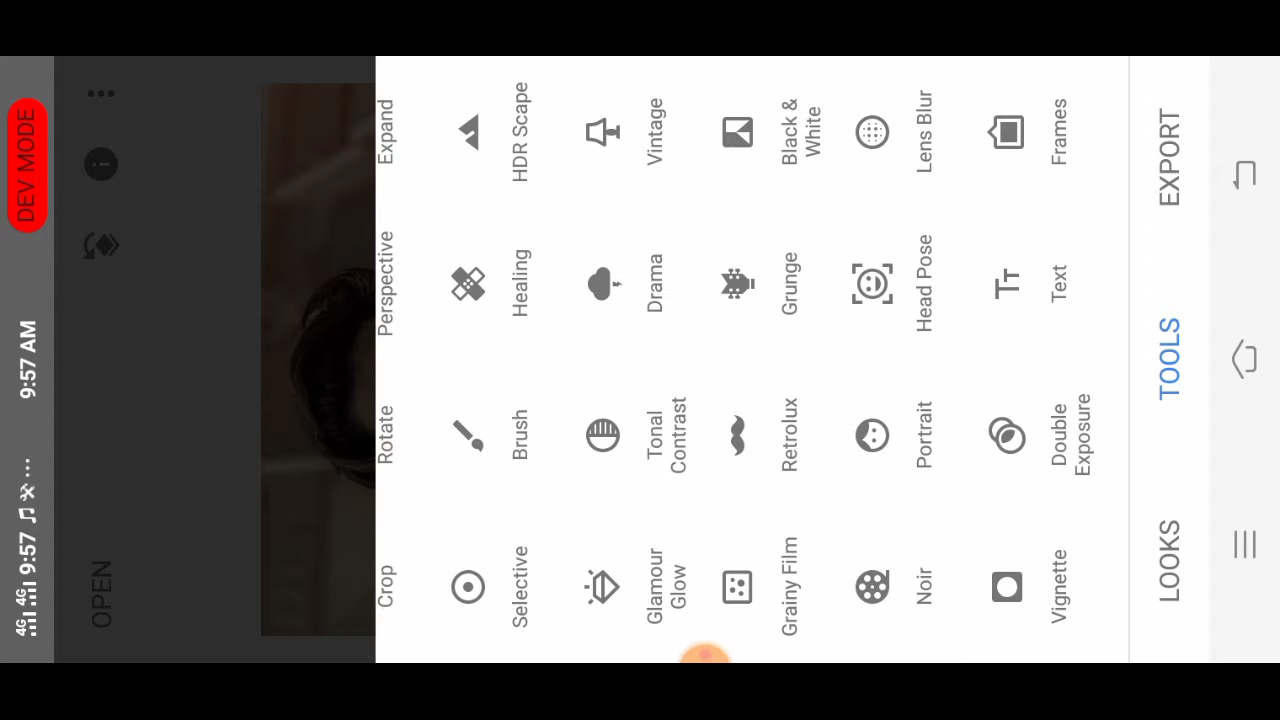 4G 4G 9:57 ... 9:57 AM DEV MODE
OPEN
Crop Rotate Perspective Expand
Selective Brush Healing HDR Scape
Glamour Glow Tonal Contrast Drama Vintage
Grainy Film Retrolux Grunge Black & White
Noir Portrait Head Pose Lens Blur
Vignette Double Exposure Text Frames
LOOKS TOOLS EXPORT